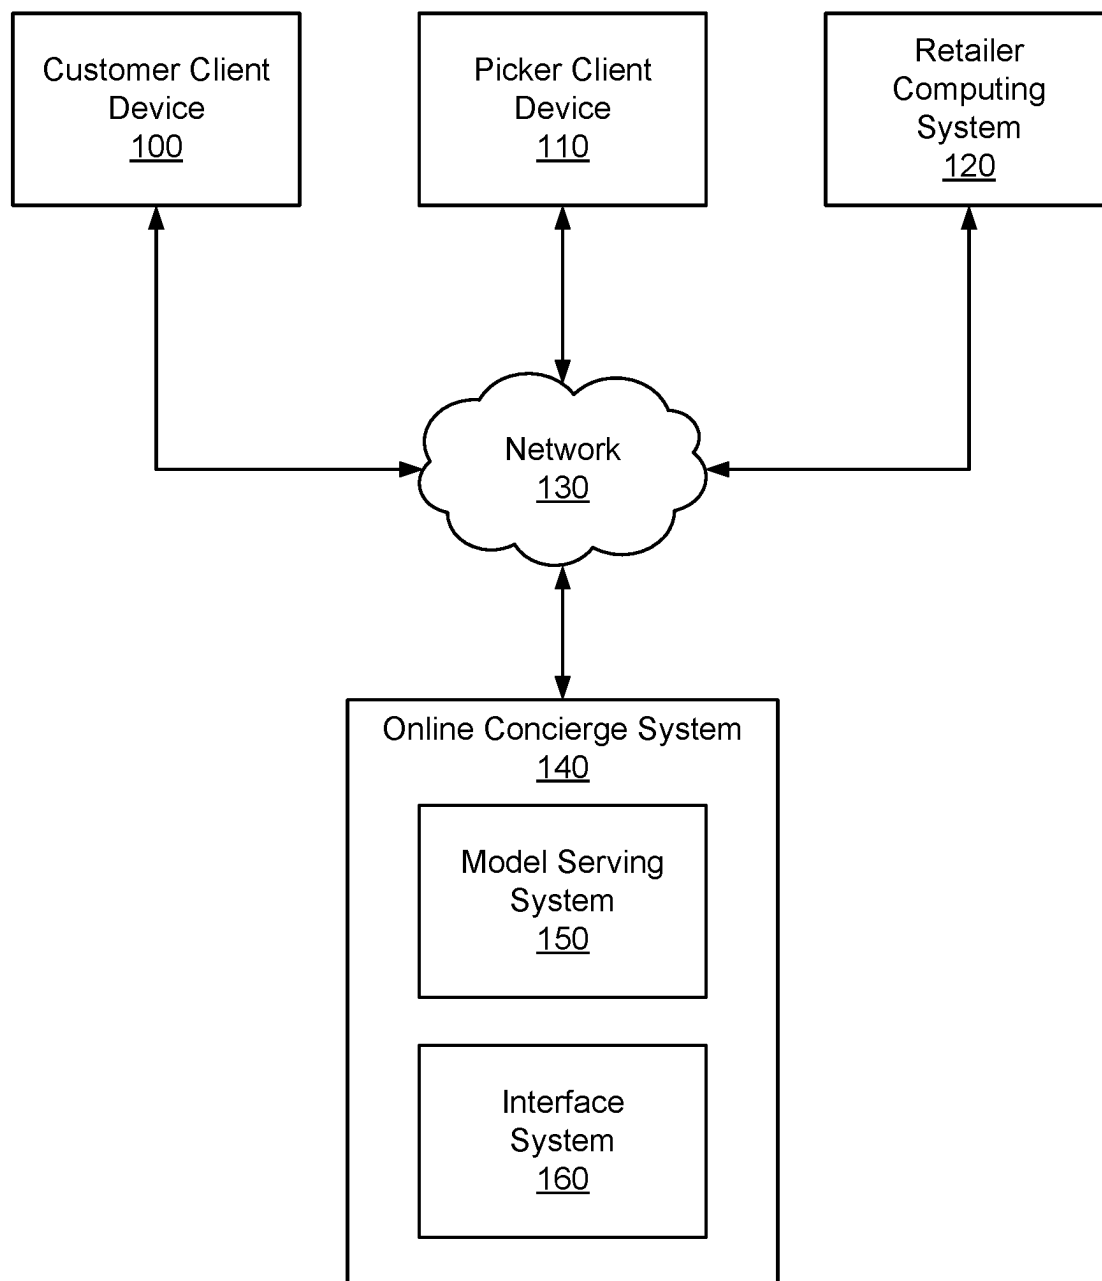 Customer Client
Device
100
Picker Client
Device
110
Retailer
Computing
System
120
Network
130
Online Concierge System
140
Model Serving
System
150
Interface
System
160